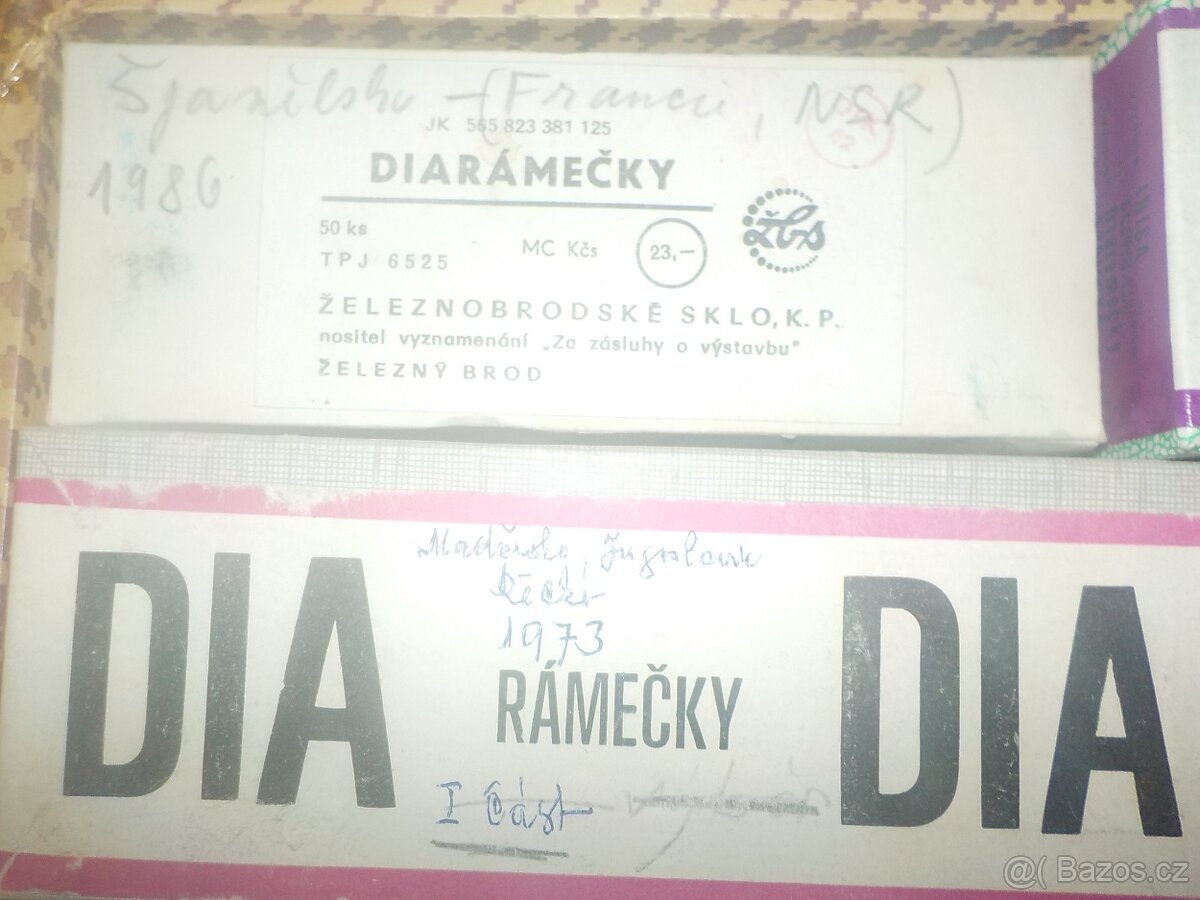 Španělsko - (Francie, NSR)
1986
JK 565 823 381 125
DIARÁMEČKY
50 ks
MC Kčs 23,-
TPJ 6525
žbs
ŽELEZNOBRODSKÉ SKLO, K. P.
nositel vyznamenání „Za zásluhy o výstavbu"
ŽELEZNÝ BROD
Maďarsko, Jugoslavie
Řecko
1973
DIA RÁMEČKY DIA
I část
@( Bazos.cz